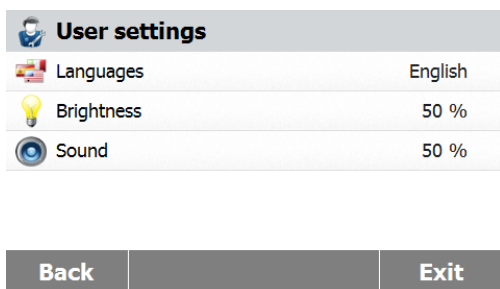 User settings
Languages English
Brightness 50 %
Sound 50 %
Back Exit